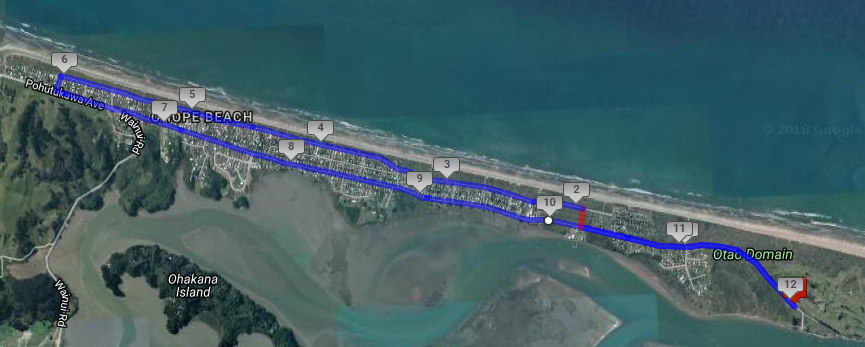 6
5
Pohutukawa Ave
7
OHOPE BEACH
Wainui Rd
4
8
3
9
2
10
11
Otao Domain
12
Ohakana
Island
Wainui Rd
© 2018 Google